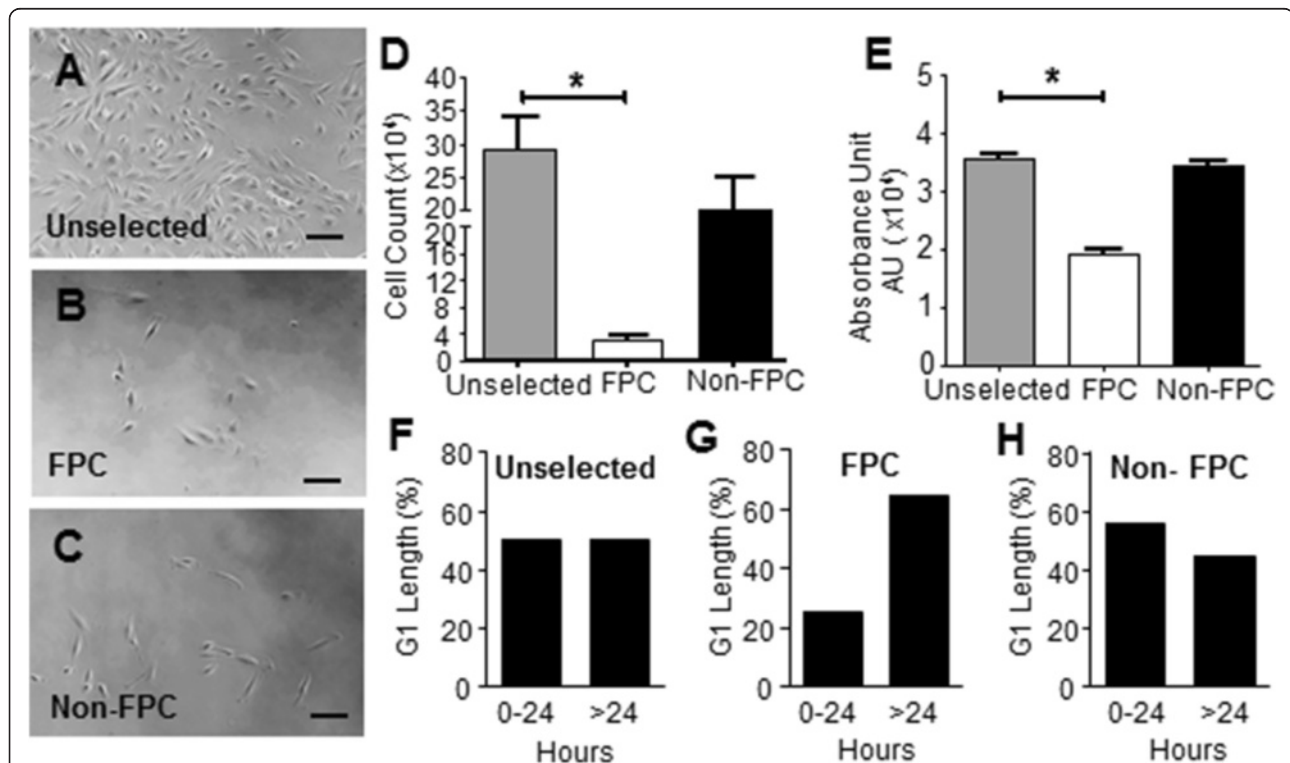 A
Unselected
B
FPC
C
Non-FPC
D
Cell Count (x10⁴)
40
35
30
25
20
20
16
12
8
4
0
*
Unselected FPC Non-FPC
E
Absorbance Unit
AU ( x10⁴)
5
4
3
2
1
0
*
Unselected FPC Non-FPC
F
Unselected
G1 Length (%)
80
60
40
20
0
0-24 >24
Hours
G
FPC
G1 Length (%)
80
60
40
20
0
0-24 >24
Hours
H
Non- FPC
G1 Length (%)
80
60
40
20
0
0-24 >24
Hours